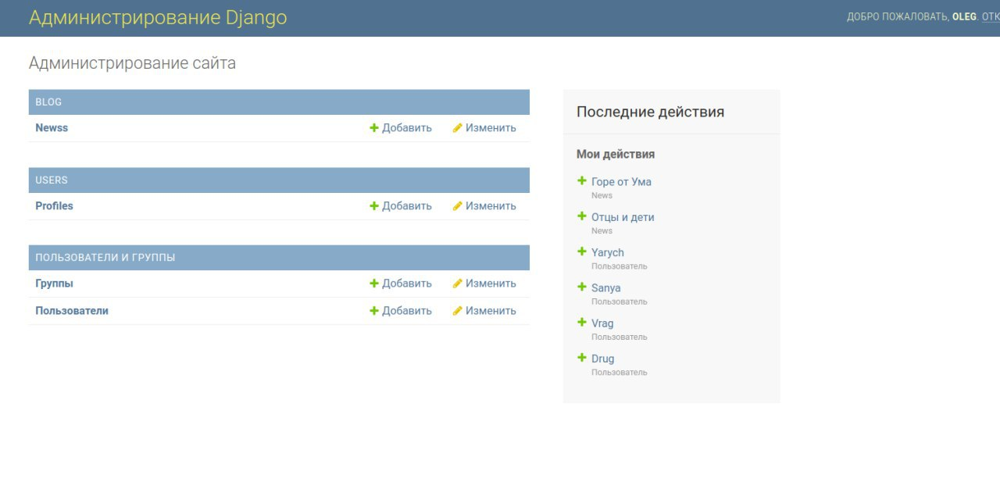 Администрирование Django
ДОБРО ПОЖАЛОВАТЬ, OLEG. ОТК
Администрирование сайта
BLOG
Newss Добавить Изменить
USERS
Profiles Добавить Изменить
ПОЛЬЗОВАТЕЛИ И ГРУППЫ
Группы Добавить Изменить
Пользователи Добавить Изменить
Последние действия
Мои действия
Горе от Ума
News
Отцы и дети
News
Yarych
Пользователь
Sanya
Пользователь
Vrag
Пользователь
Drug
Пользователь